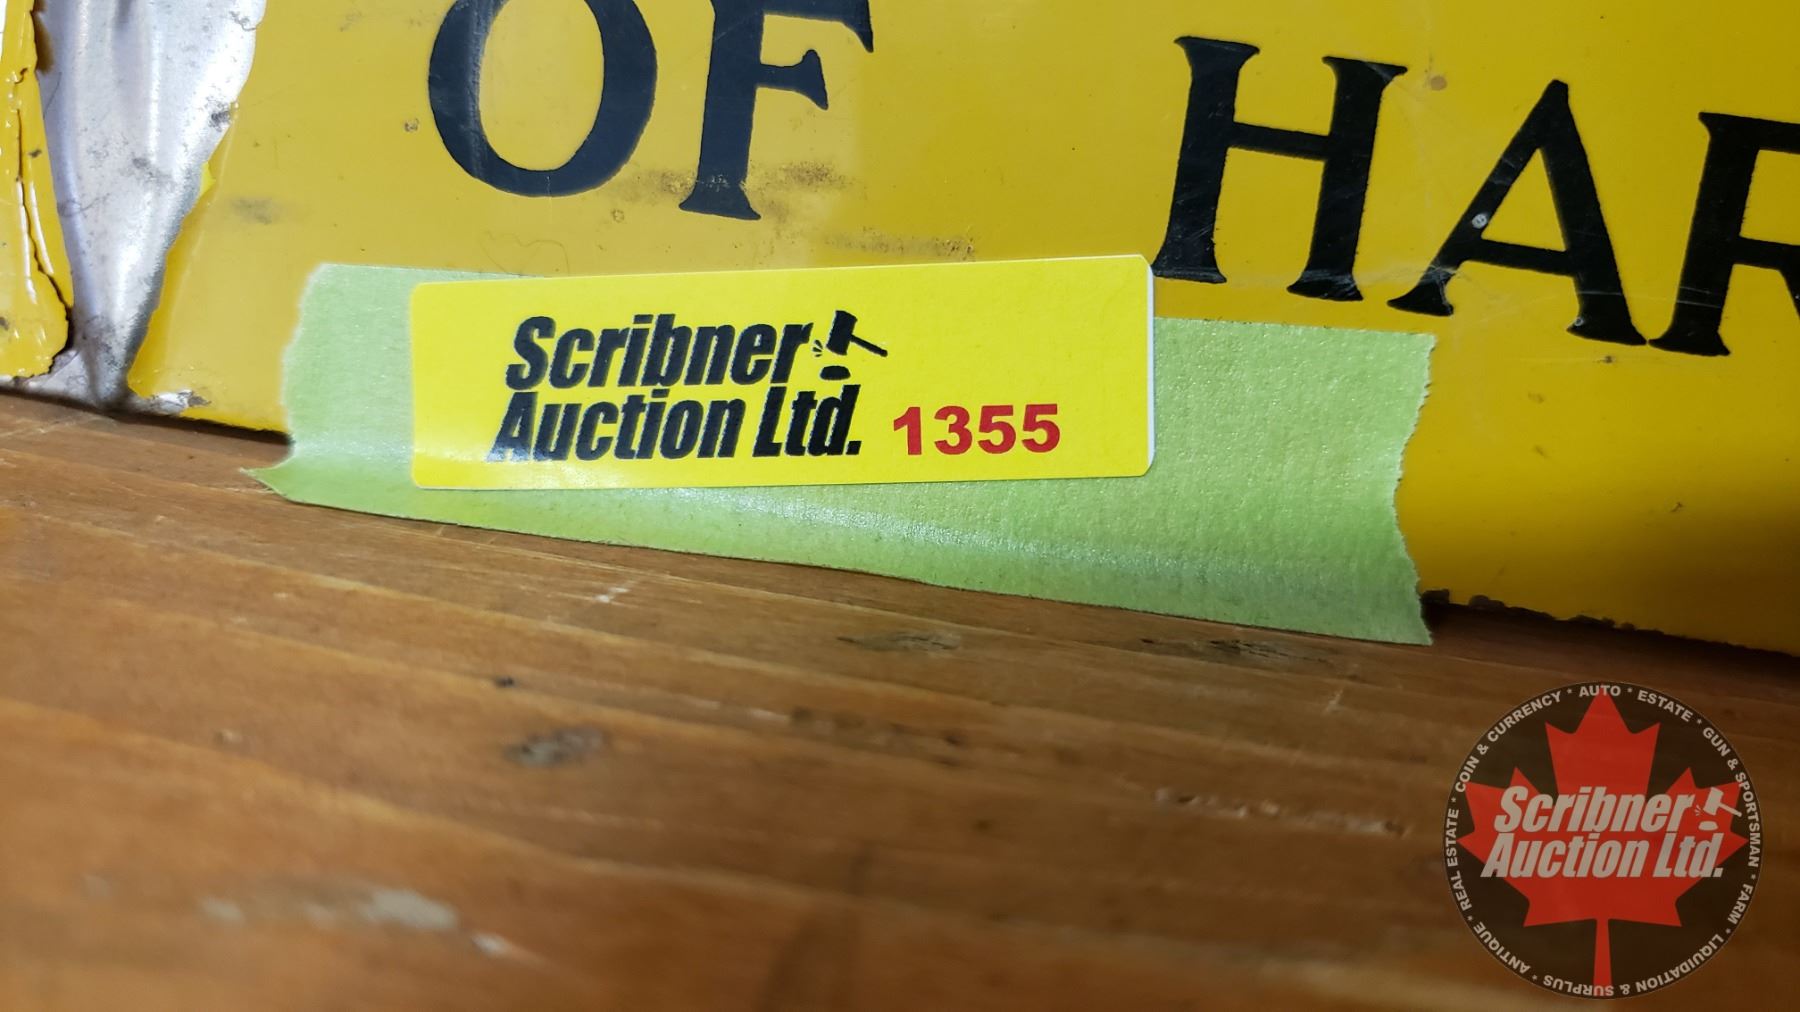 OF HAR
Scribner
Auction Ltd. 1355
REAL ESTATE * COIN & CURRENCY * AUTO * ESTATE * GUN & SPORTSMAN * FARM * LIQUIDATION & SURPLUS * ANTIQUE *
Scribner
Auction Ltd.